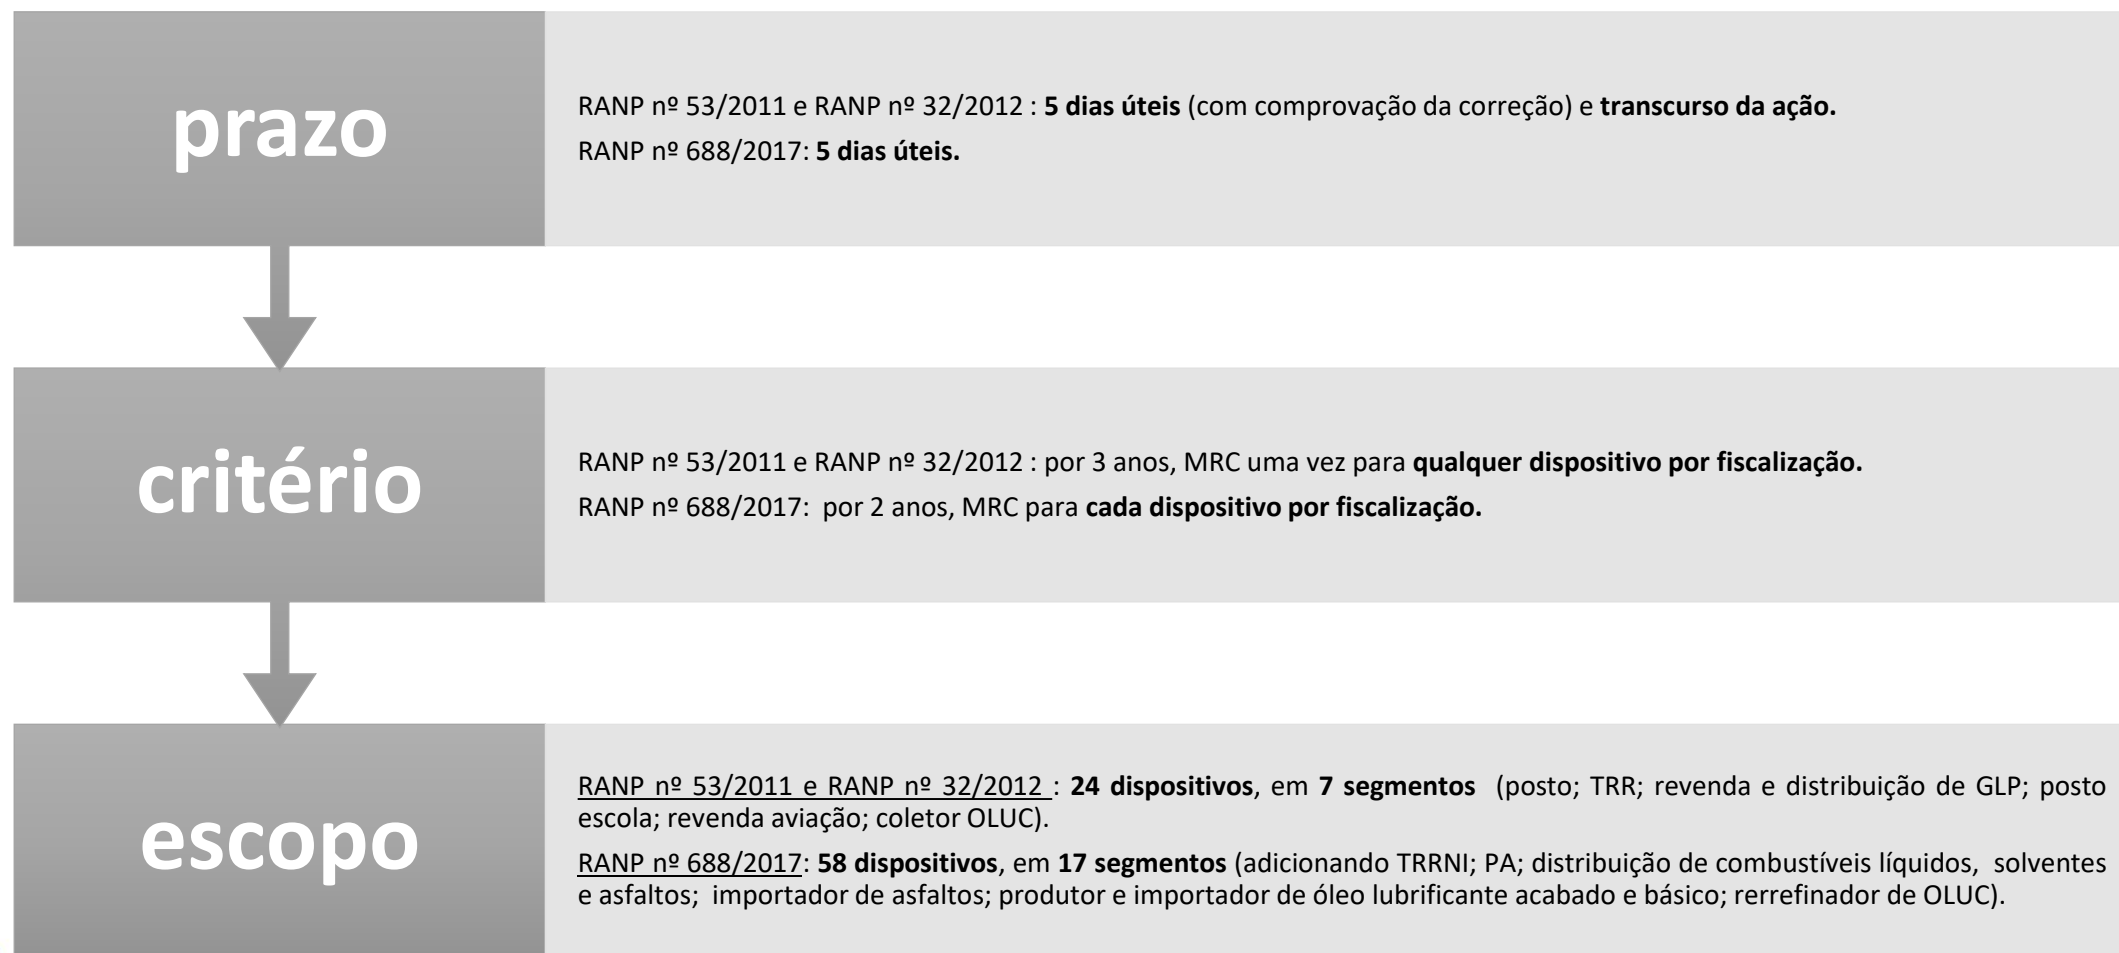 prazo
RANP nº 53/2011 e RANP nº 32/2012 : 5 dias úteis (com comprovação da correção) e transcurso da ação.
RANP nº 688/2017: 5 dias úteis.
critério
RANP nº 53/2011 e RANP nº 32/2012 : por 3 anos, MRC uma vez para qualquer dispositivo por fiscalização.
RANP nº 688/2017: por 2 anos, MRC para cada dispositivo por fiscalização.
escopo
RANP nº 53/2011 e RANP nº 32/2012 : 24 dispositivos, em 7 segmentos (posto; TRR; revenda e distribuição de GLP; posto
escola; revenda aviação; coletor OLUC).
RANP nº 688/2017: 58 dispositivos, em 17 segmentos (adicionando TRRNI; PA; distribuição de combustíveis líquidos, solventes
e asfaltos; importador de asfaltos; produtor e importador de óleo lubrificante acabado e básico; rerrefinador de OLUC).